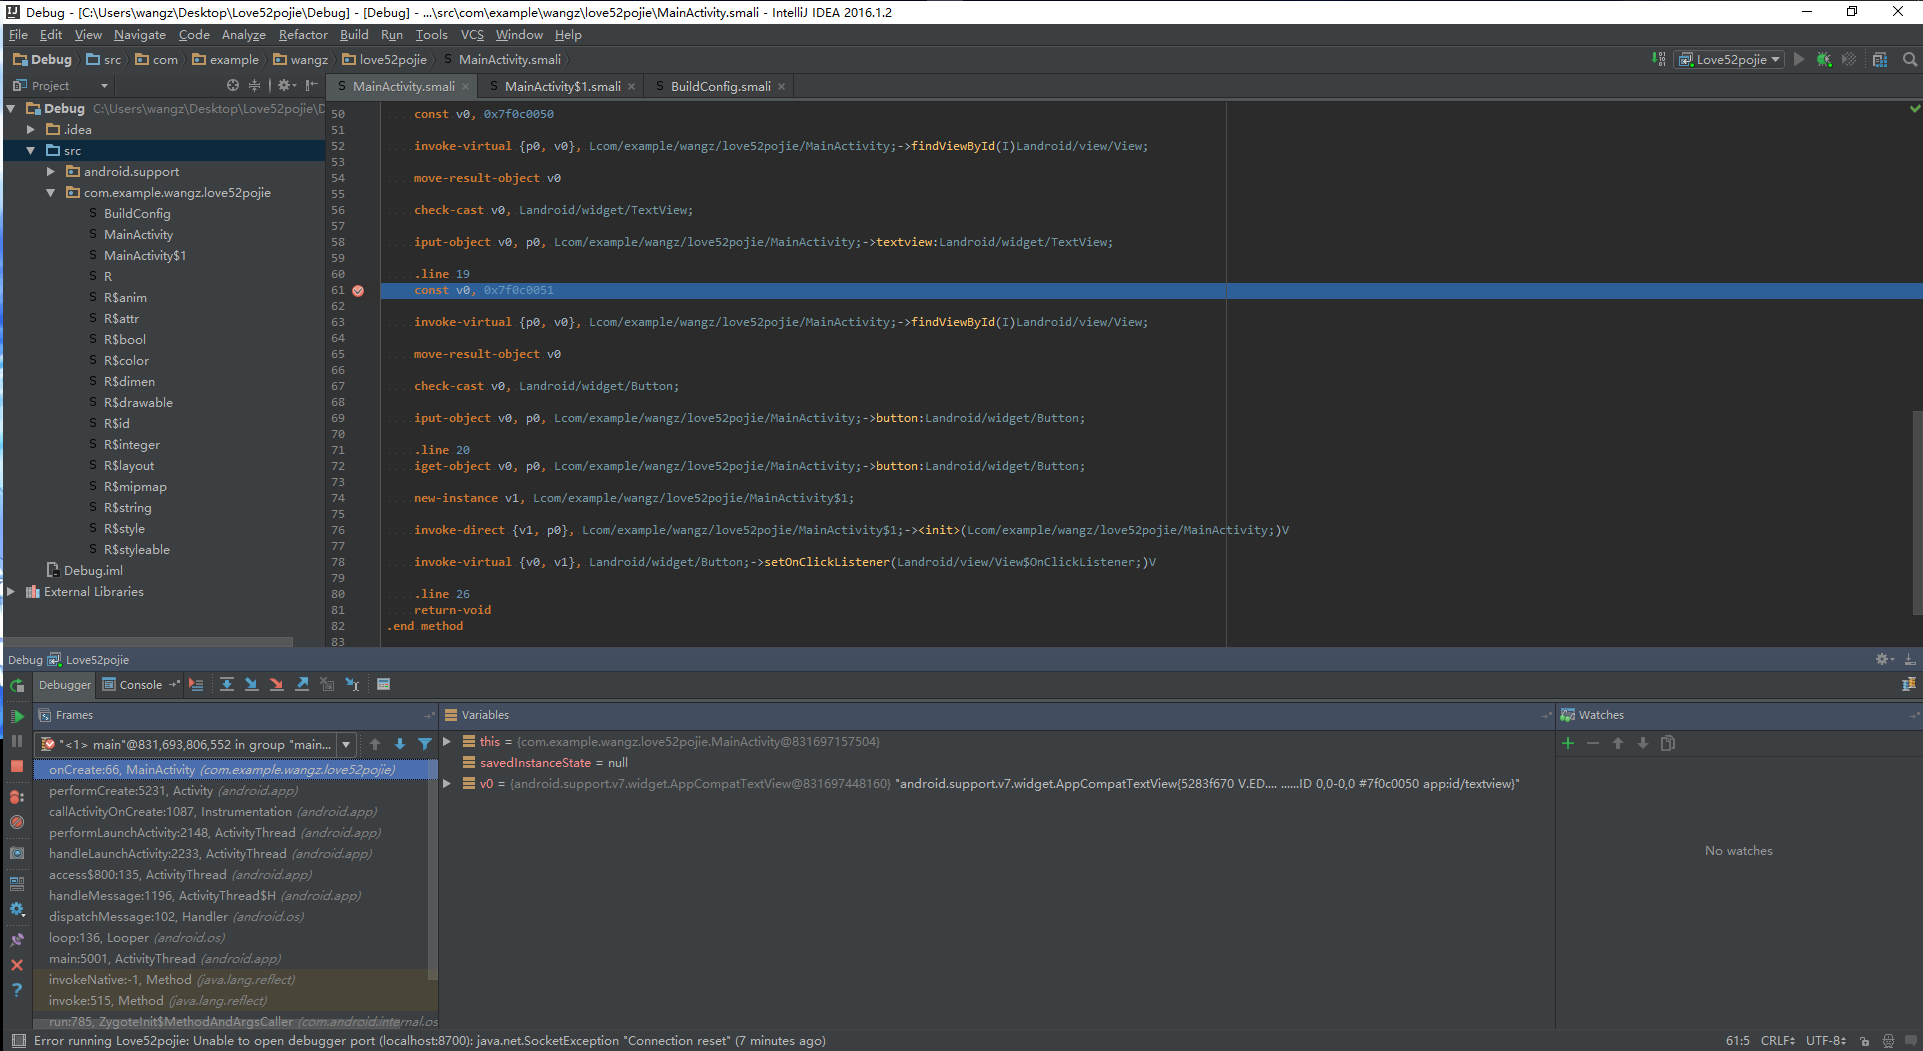 Debug - [C:\Users\wangz\Desktop\Love52pojie\Debug] - [Debug] - ...\src\com\example\wangz\love52pojie\MainActivity.smali - IntelliJ IDEA 2016.1.2
File Edit View Navigate Code Analyze Refactor Build Run Tools VCS Window Help
Debug src com example wangz love52pojie S MainActivity.smali Love52pojie
Project
S MainActivity.smali S MainActivity$1.smali S BuildConfig.smali
Debug C:\Users\wangz\Desktop\Love52pojie\D
.idea
src
android.support
com.example.wangz.love52pojie
S BuildConfig
S MainActivity
S MainActivity$1
S R
S R$anim
S R$attr
S R$bool
S R$color
S R$dimen
S R$drawable
S R$id
S R$integer
S R$layout
S R$mipmap
S R$string
S R$style
S R$styleable
Debug.iml
External Libraries
50 const v0, 0x7f0c0050
51
52 invoke-virtual {p0, v0}, Lcom/example/wangz/love52pojie/MainActivity;->findViewById(I)Landroid/view/View;
53
54 move-result-object v0
55
56 check-cast v0, Landroid/widget/TextView;
57
58 iput-object v0, p0, Lcom/example/wangz/love52pojie/MainActivity;->textview:Landroid/widget/TextView;
59
60 .line 19
61 const v0, 0x7f0c0051
62
63 invoke-virtual {p0, v0}, Lcom/example/wangz/love52pojie/MainActivity;->findViewById(I)Landroid/view/View;
64
65 move-result-object v0
66
67 check-cast v0, Landroid/widget/Button;
68
69 iput-object v0, p0, Lcom/example/wangz/love52pojie/MainActivity;->button:Landroid/widget/Button;
70
71 .line 20
72 iget-object v0, p0, Lcom/example/wangz/love52pojie/MainActivity;->button:Landroid/widget/Button;
73
74 new-instance v1, Lcom/example/wangz/love52pojie/MainActivity$1;
75
76 invoke-direct {v1, p0}, Lcom/example/wangz/love52pojie/MainActivity$1;-><init>(Lcom/example/wangz/love52pojie/MainActivity;)V
77
78 invoke-virtual {v0, v1}, Landroid/widget/Button;->setOnClickListener(Landroid/view/View$OnClickListener;)V
79
80 .line 26
81 return-void
82 .end method
83
Debug Love52pojie
Debugger Console
Frames
"<1> main"@831,693,806,552 in group "main...
onCreate:66, MainActivity (com.example.wangz.love52pojie)
performCreate:5231, Activity (android.app)
callActivityOnCreate:1087, Instrumentation (android.app)
performLaunchActivity:2148, ActivityThread (android.app)
handleLaunchActivity:2233, ActivityThread (android.app)
access$800:135, ActivityThread (android.app)
handleMessage:1196, ActivityThread$H (android.app)
dispatchMessage:102, Handler (android.os)
loop:136, Looper (android.os)
main:5001, ActivityThread (android.app)
invokeNative:-1, Method (java.lang.reflect)
invoke:515, Method (java.lang.reflect)
run:785, ZygoteInit$MethodAndArgsCaller (com.android.internal.os
Variables
this = {com.example.wangz.love52pojie.MainActivity@831697157504}
savedInstanceState = null
v0 = {android.support.v7.widget.AppCompatTextView@831697448160} "android.support.v7.widget.AppCompatTextView{5283f670 V.ED.... ......ID 0,0-0,0 #7f0c0050 app:id/textview}"
Watches
No watches
Error running Love52pojie: Unable to open debugger port (localhost:8700): java.net.SocketException "Connection reset" (7 minutes ago)
61:5 CRLF UTF-8